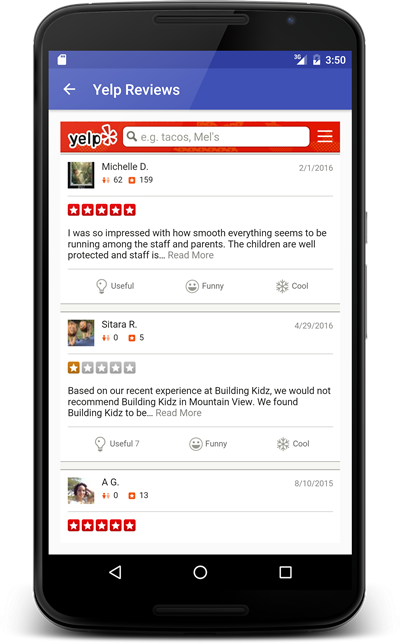 3G 3:50
Yelp Reviews
yelp e.g. tacos, Mel's
Michelle D. 2/1/2016
62 159
I was so impressed with how smooth everything seems to be
running among the staff and parents. The children are well
protected and staff is... Read More
Useful Funny Cool
Sitara R. 4/29/2016
0 5
Based on our recent experience at Building Kidz, we would not
recommend Building Kidz in Mountain View. We found
Building Kidz to be... Read More
Useful 7 Funny Cool
A G. 8/10/2015
0 13